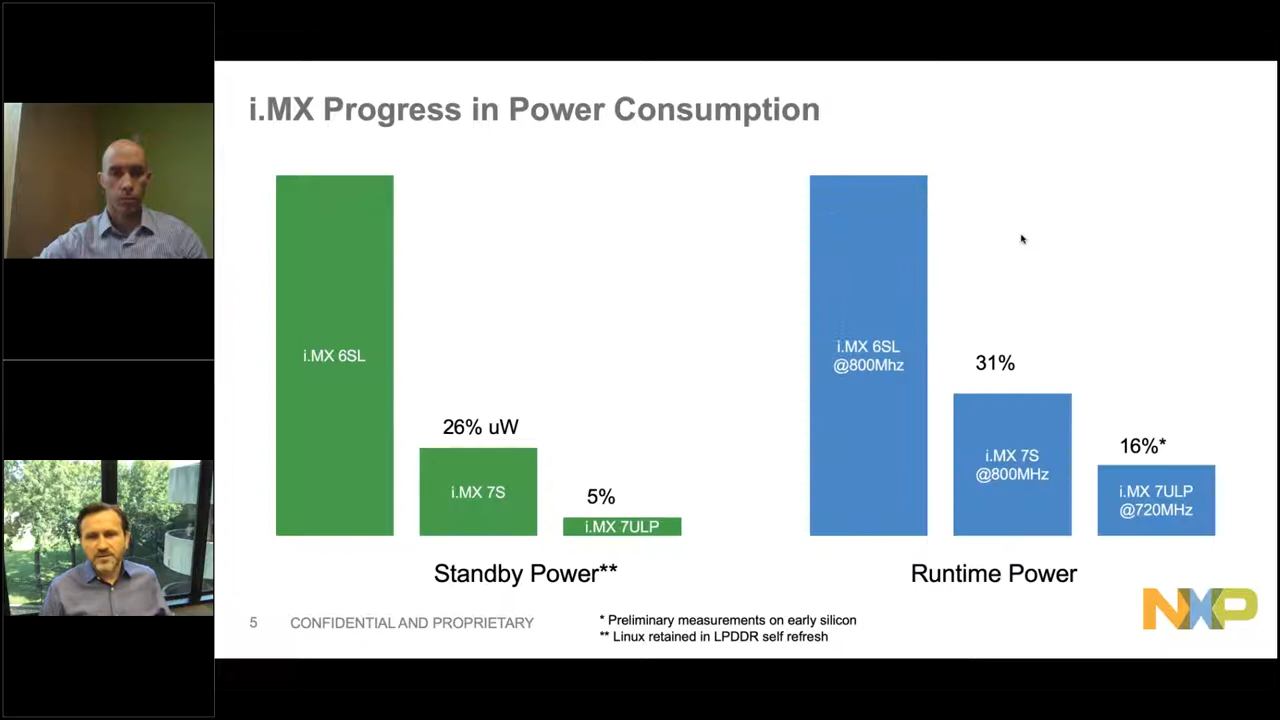 i.MX Progress in Power Consumption
i.MX 6SL
26% uW
i.MX 7S
5%
i.MX 7ULP
Standby Power**
i.MX 6SL
@800Mhz
31%
i.MX 7S
@800MHz
16%*
i.MX 7ULP
@720MHz
Runtime Power
5 CONFIDENTIAL AND PROPRIETARY
* Preliminary measurements on early silicon
** Linux retained in LPDDR self refresh
NXP